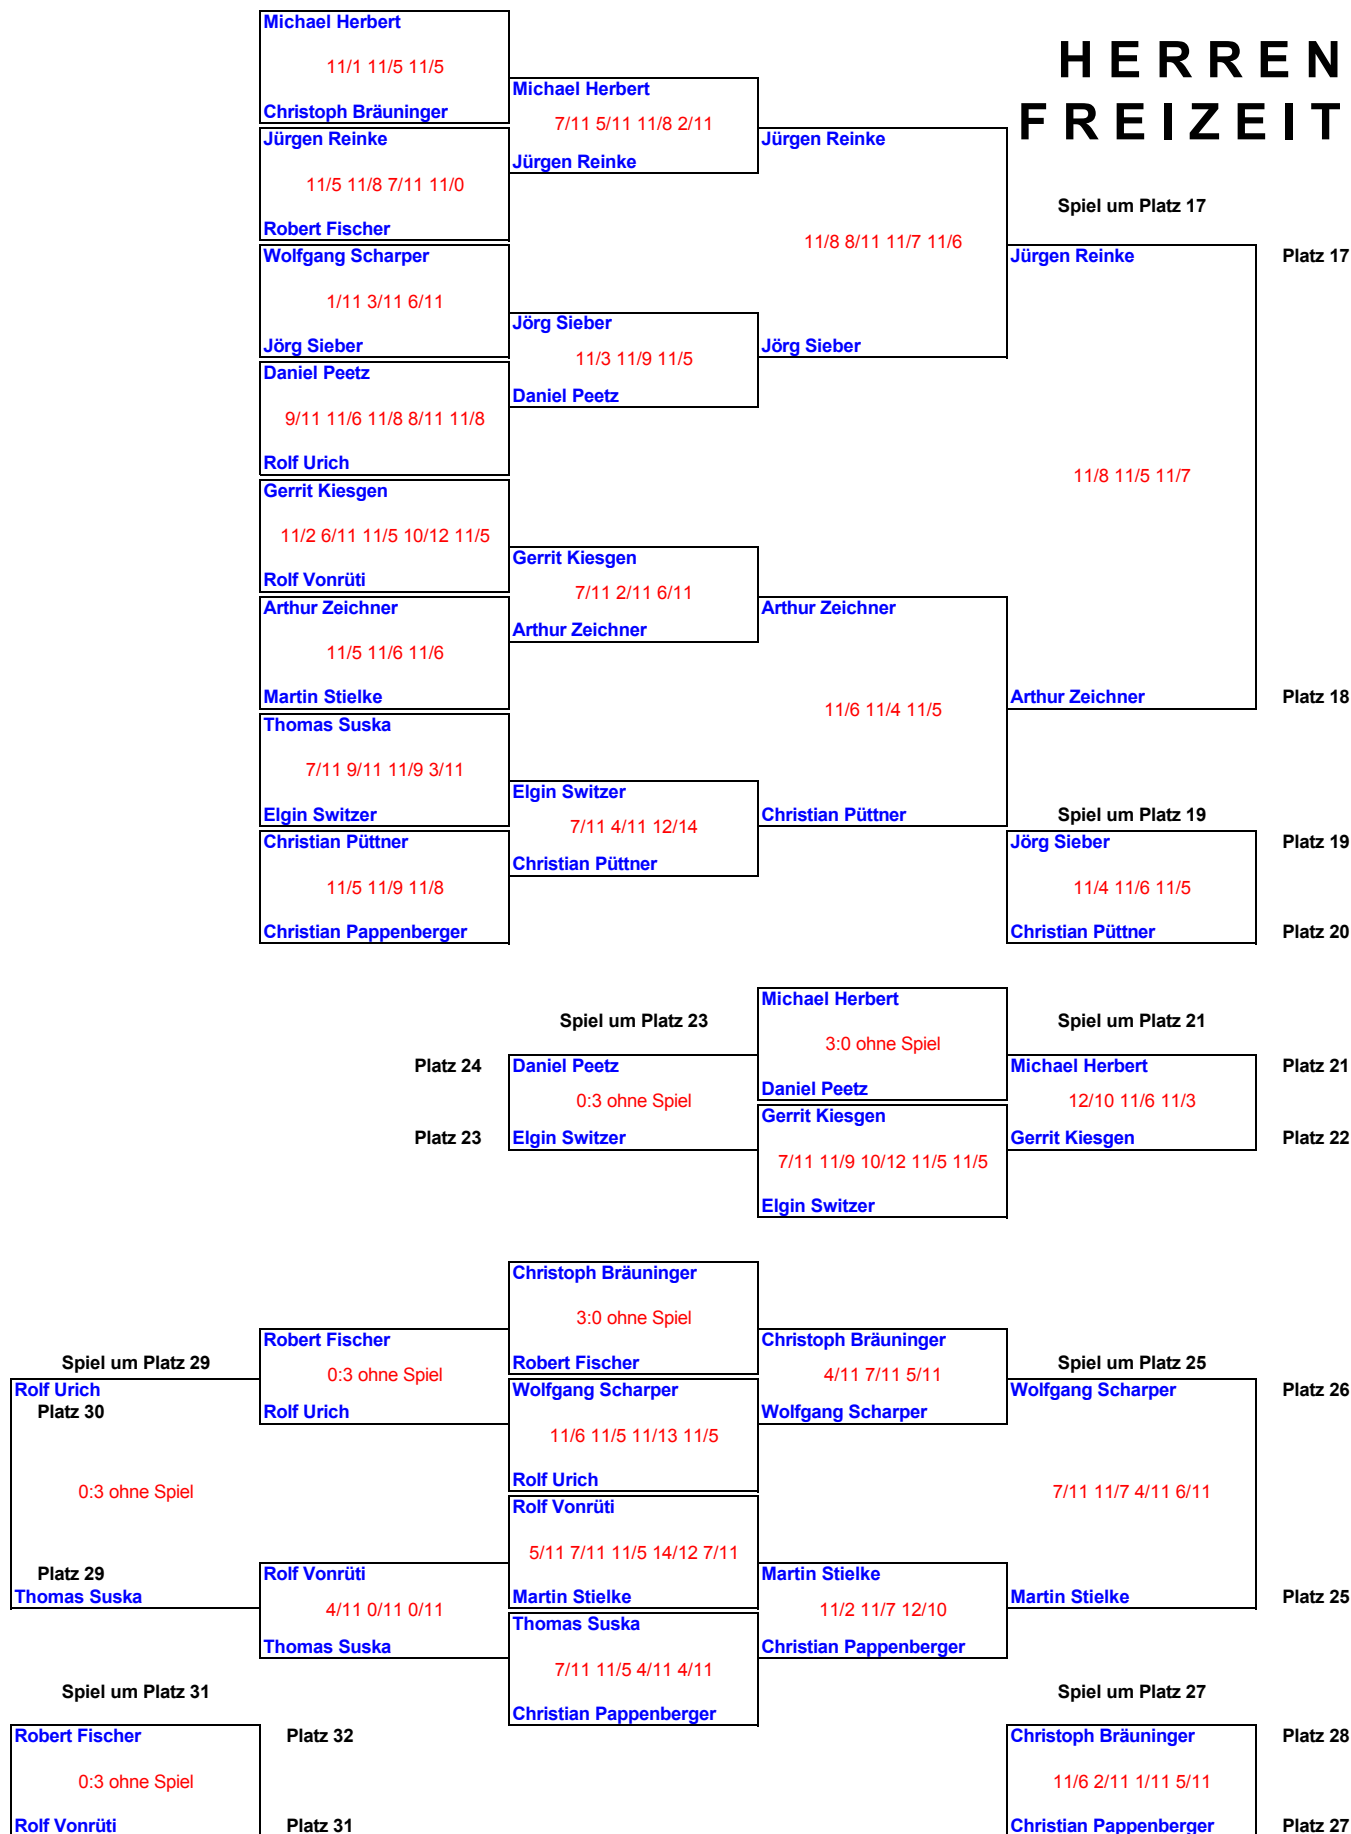 Michael Herbert
HERREN
11/1 11/5 11/5
Michael Herbert
Christoph Bräuninger
7/11 5/11 11/8 2/11
FREIZEIT
Jürgen Reinke
Jürgen Reinke
Jürgen Reinke
11/5 11/8 7/11 11/0
Spiel um Platz 17
Robert Fischer
11/8 8/11 11/7 11/6
Wolfgang Scharper
Jürgen Reinke
Platz 17
1/11 3/11 6/11
Jörg Sieber
Jörg Sieber
Jörg Sieber
11/3 11/9 11/5
Daniel Peetz
Daniel Peetz
9/11 11/6 11/8 8/11 11/8
Rolf Urich
11/8 11/5 11/7
Gerrit Kiesgen
11/2 6/11 11/5 10/12 11/5
Gerrit Kiesgen
Rolf Vonrüti
7/11 2/11 6/11
Arthur Zeichner
Arthur Zeichner
Arthur Zeichner
11/5 11/6 11/6
Martin Stielke
Arthur Zeichner
Platz 18
11/6 11/4 11/5
Thomas Suska
7/11 9/11 11/9 3/11
Elgin Switzer
Elgin Switzer
Christian Püttner
Spiel um Platz 19
7/11 4/11 12/14
Christian Püttner
Jörg Sieber
Platz 19
Christian Püttner
11/5 11/9 11/8
11/4 11/6 11/5
Christian Pappenberger
Christian Püttner
Platz 20
Michael Herbert
Spiel um Platz 23
Spiel um Platz 21
3:0 ohne Spiel
Platz 24
Daniel Peetz
Michael Herbert
Platz 21
Daniel Peetz
0:3 ohne Spiel
12/10 11/6 11/3
Gerrit Kiesgen
Platz 23
Elgin Switzer
Gerrit Kiesgen
Platz 22
7/11 11/9 10/12 11/5 11/5
Elgin Switzer
Christoph Bräuninger
3:0 ohne Spiel
Robert Fischer
Christoph Bräuninger
Spiel um Platz 29
Robert Fischer
Spiel um Platz 25
0:3 ohne Spiel
4/11 7/11 5/11
Rolf Urich
Wolfgang Scharper
Wolfgang Scharper
Platz 26
Platz 30
Rolf Urich
Wolfgang Scharper
11/6 11/5 11/13 11/5
Rolf Urich
0:3 ohne Spiel
7/11 11/7 4/11 6/11
Rolf Vonrüti
5/11 7/11 11/5 14/12 7/11
Platz 29
Rolf Vonrüti
Martin Stielke
Thomas Suska
Martin Stielke
Martin Stielke
Platz 25
4/11 0/11 0/11
11/2 11/7 12/10
Thomas Suska
Thomas Suska
Christian Pappenberger
7/11 11/5 4/11 4/11
Spiel um Platz 31
Spiel um Platz 27
Christian Pappenberger
Robert Fischer
Platz 32
Christoph Bräuninger
Platz 28
0:3 ohne Spiel
11/6 2/11 1/11 5/11
Rolf Vonrüti
Platz 31
Christian Pappenberger
Platz 27